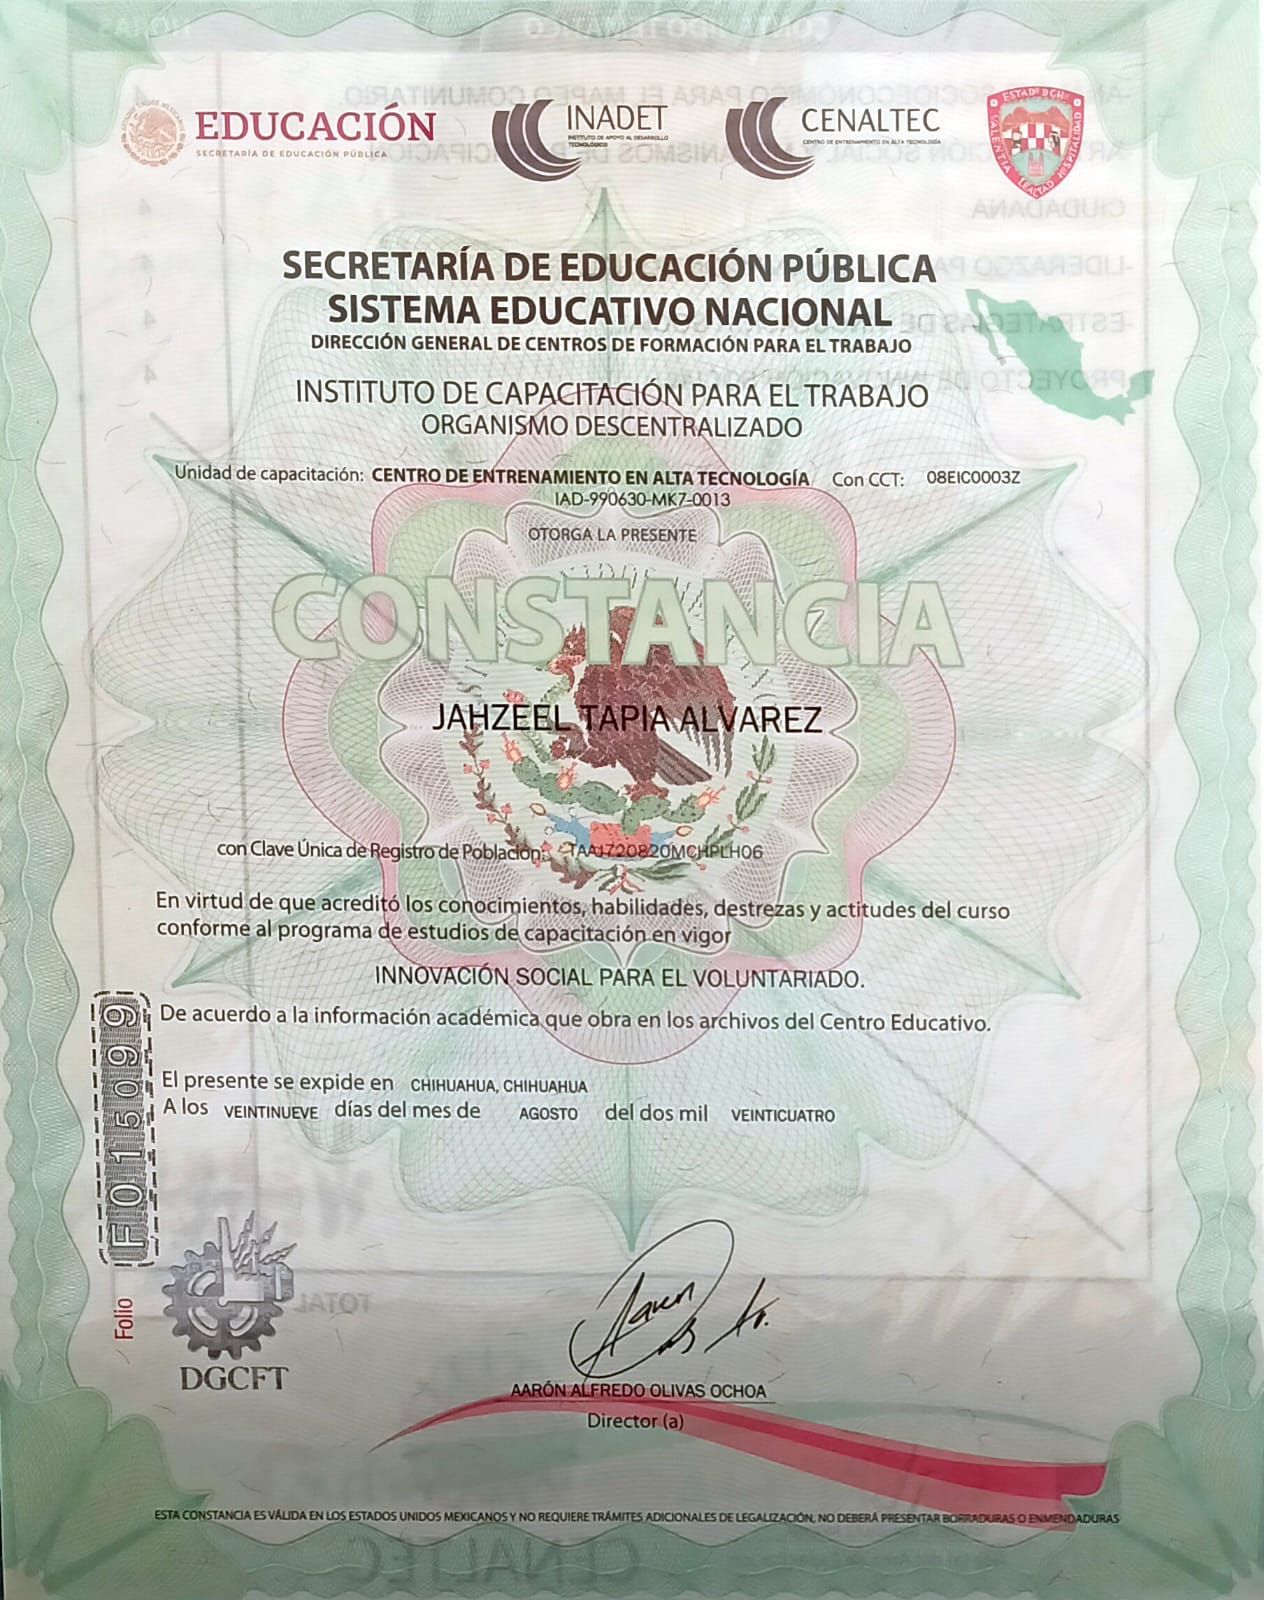 EDUCACIÓN
SECRETARÍA DE EDUCACIÓN PÚBLICA
INADET
INSTITUTO DE APOYO AL DESARROLLO
TECNOLÓGICO
CENALTEC
CENTRO DE ENTRENAMIENTO EN ALTA TECNOLOGÍA
VALENTIA LEALTAD HOSPITALIDAD
SECRETARÍA DE EDUCACIÓN PÚBLICA
SISTEMA EDUCATIVO NACIONAL
DIRECCIÓN GENERAL DE CENTROS DE FORMACIÓN PARA EL TRABAJO
INSTITUTO DE CAPACITACIÓN PARA EL TRABAJO
ORGANISMO DESCENTRALIZADO
Unidad de capacitación: CENTRO DE ENTRENAMIENTO EN ALTA TECNOLOGÍA Con CCT: 08EIC0003Z
IAD-990630-MK7-0013
OTORGA LA PRESENTE
CONSTANCIA
JAHZEEL TAPIA ALVAREZ
con Clave Única de Registro de Población: TAAJ720820MCHPLH06
En virtud de que acreditó los conocimientos, habilidades, destrezas y actitudes del curso
conforme al programa de estudios de capacitación en vigor
INNOVACIÓN SOCIAL PARA EL VOLUNTARIADO.
De acuerdo a la información académica que obra en los archivos del Centro Educativo.
El presente se expide en CHIHUAHUA, CHIHUAHUA
A los VEINTINUEVE días del mes de AGOSTO del dos mil VEINTICUATRO
Folio F015099
DGCFT
AARÓN ALFREDO OLIVAS OCHOA
Director (a)
ESTA CONSTANCIA ES VÁLIDA EN LOS ESTADOS UNIDOS MEXICANOS Y NO REQUIERE TRÁMITES ADICIONALES DE LEGALIZACIÓN, NO DEBERÁ PRESENTAR BORRADURAS O ENMENDADURAS